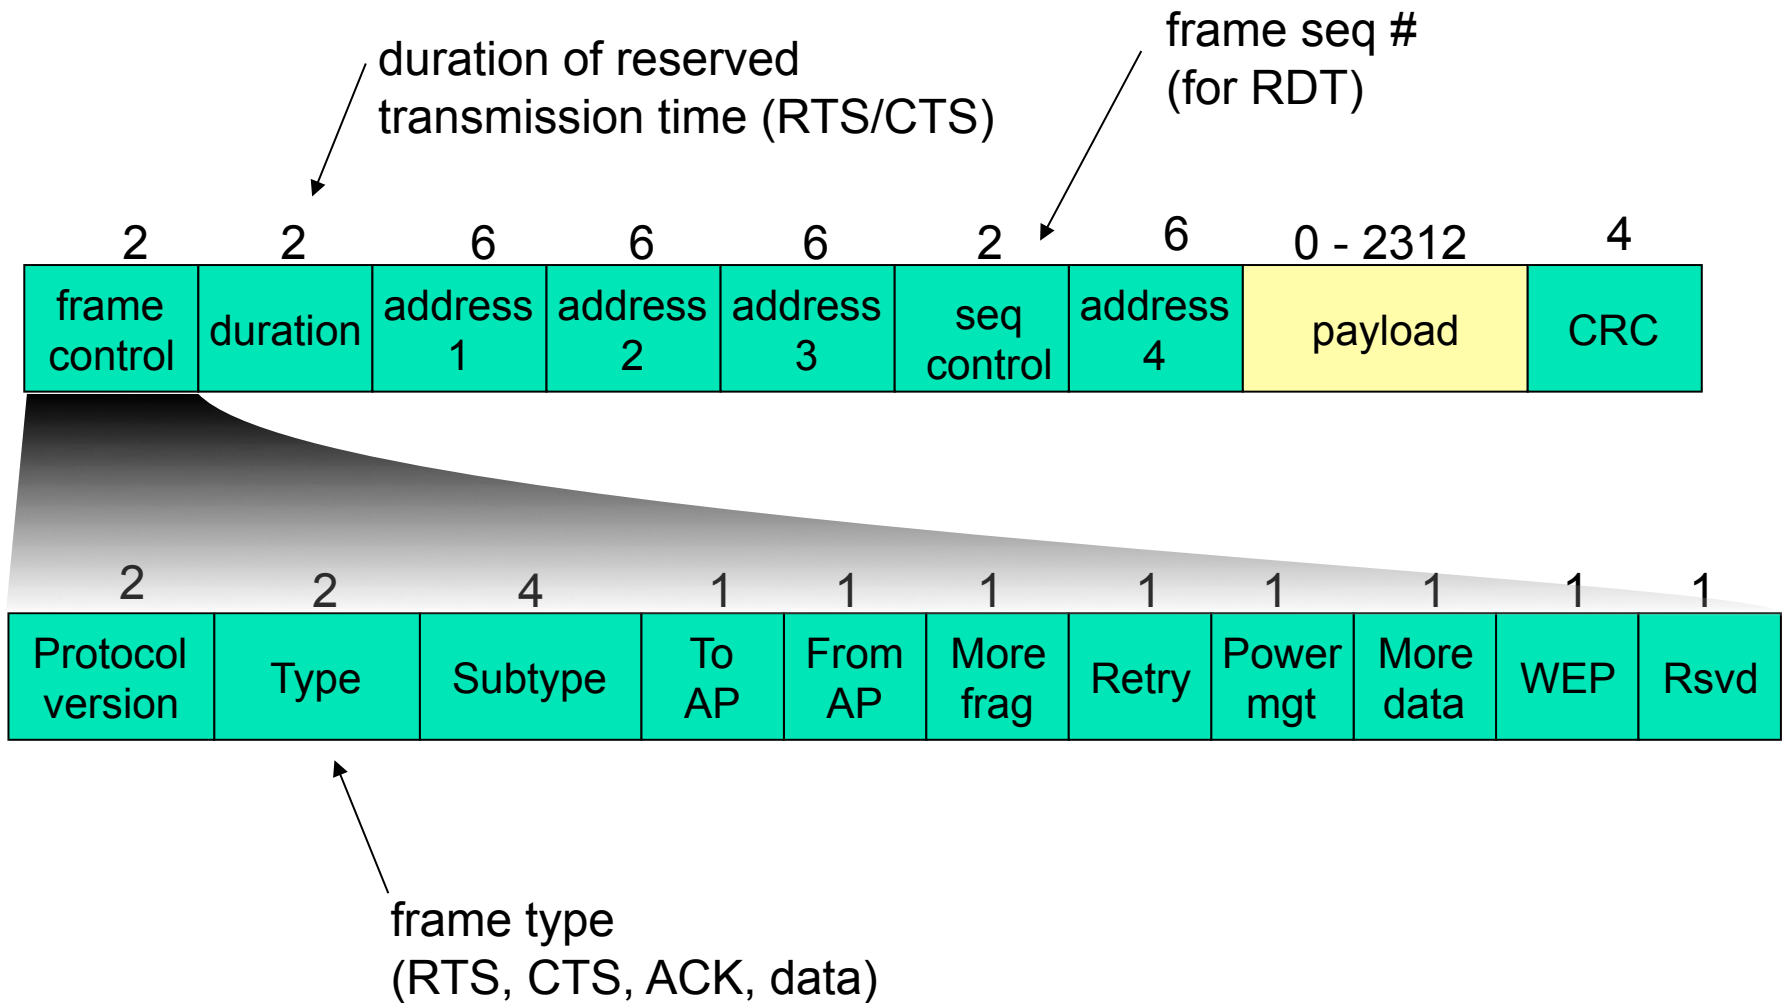 duration of reserved
transmission time (RTS/CTS)
frame seq #
(for RDT)
2 2 6 6 6 2 6 0 - 2312 4
frame
control
duration
address
1
address
2
address
3
seq
control
address
4
payload
CRC
2 2 4 1 1 1 1 1 1 1 1
Protocol
version
Type
Subtype
To
AP
From
AP
More
frag
Retry
Power
mgt
More
data
WEP
Rsvd
frame type
(RTS, CTS, ACK, data)